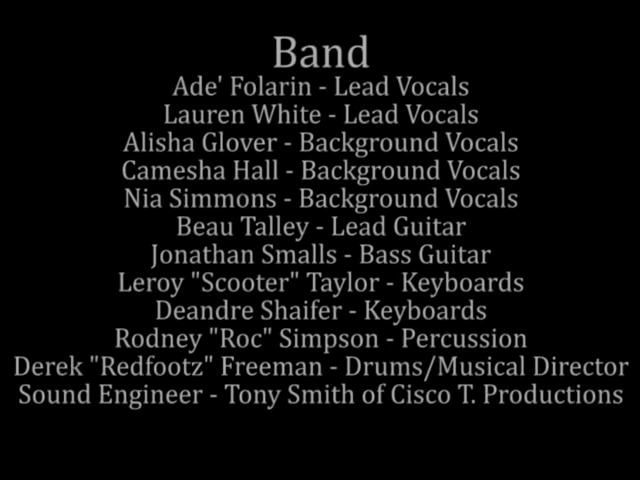 Band
Ade' Folarin - Lead Vocals
Lauren White - Lead Vocals
Alisha Glover - Background Vocals
Camesha Hall - Background Vocals
Nia Simmons - Background Vocals
Beau Talley - Lead Guitar
Jonathan Smalls - Bass Guitar
Leroy "Scooter" Taylor - Keyboards
Deandre Shaifer - Keyboards
Rodney "Roc" Simpson - Percussion
Derek "Redfootz" Freeman - Drums/Musical Director
Sound Engineer - Tony Smith of Cisco T. Productions